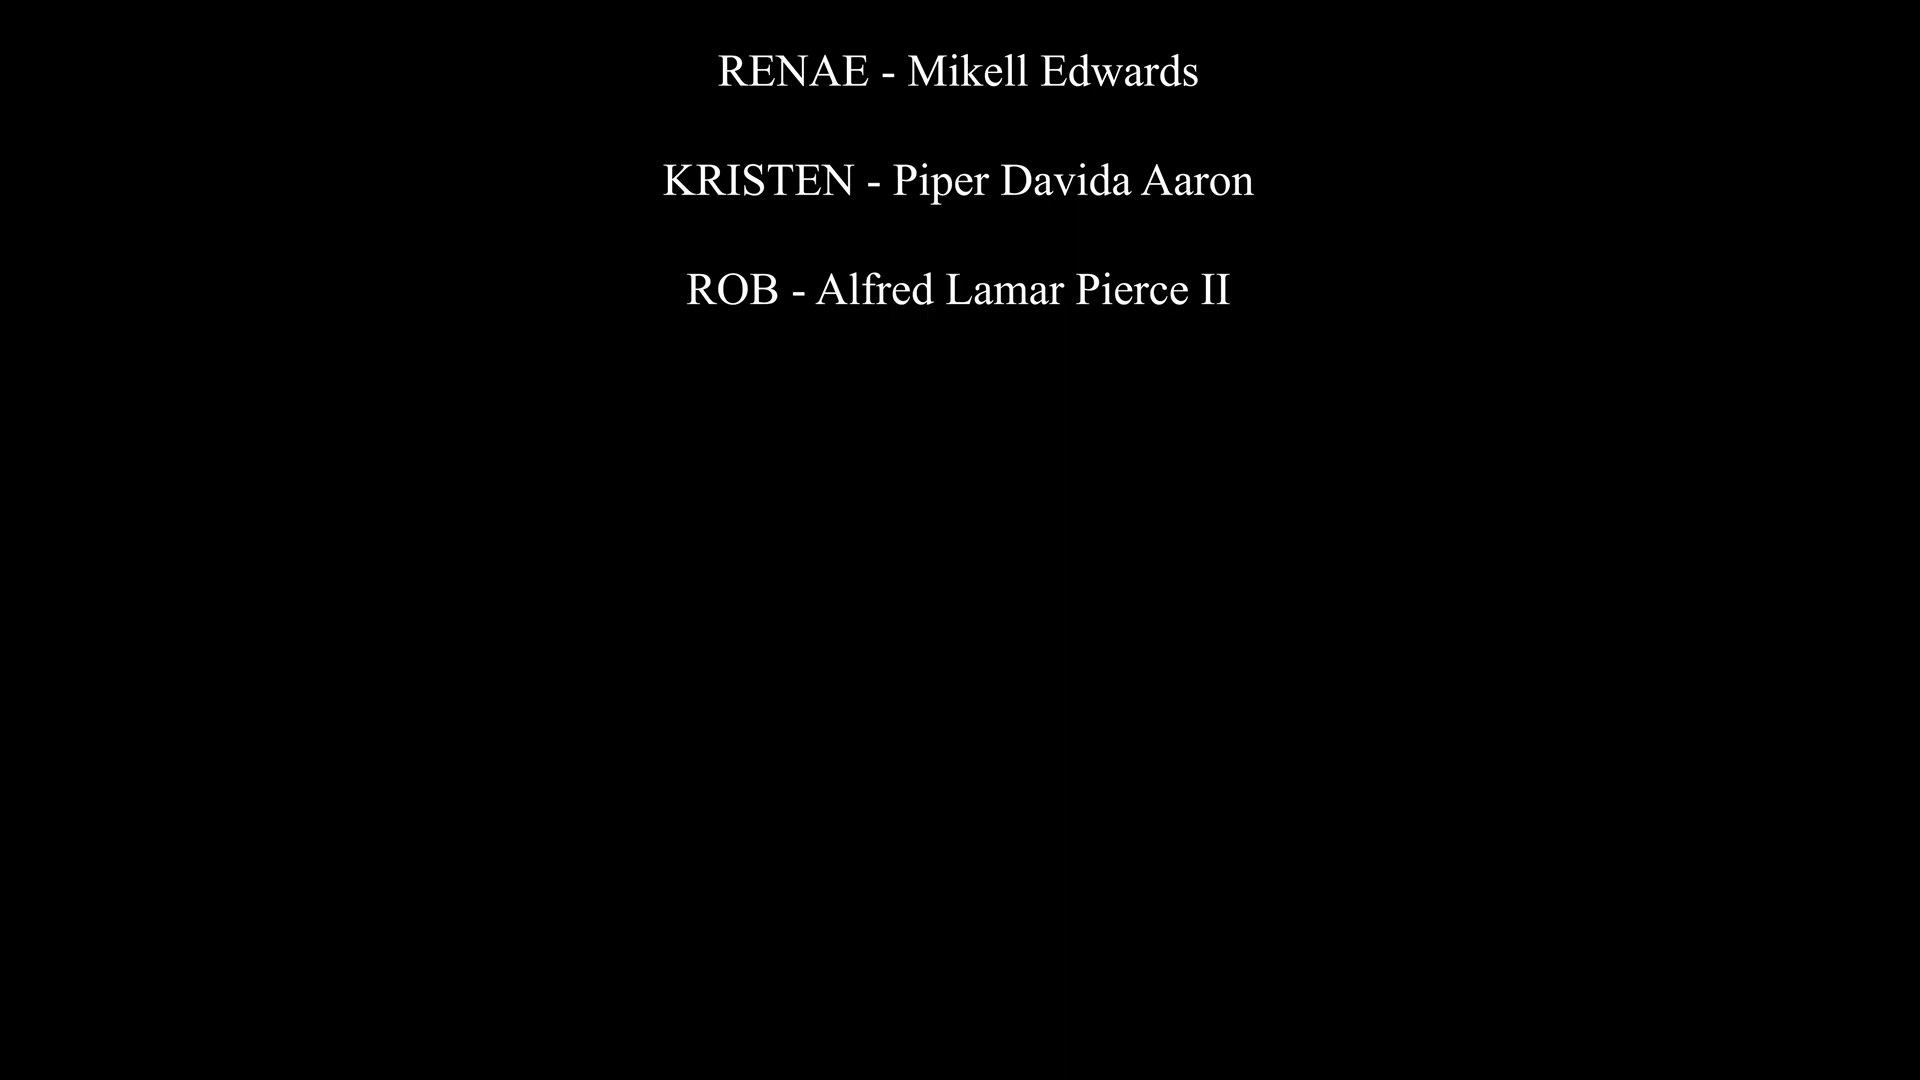 RENAE - Mikell Edwards
KRISTEN - Piper Davida Aaron
ROB - Alfred Lamar Pierce II